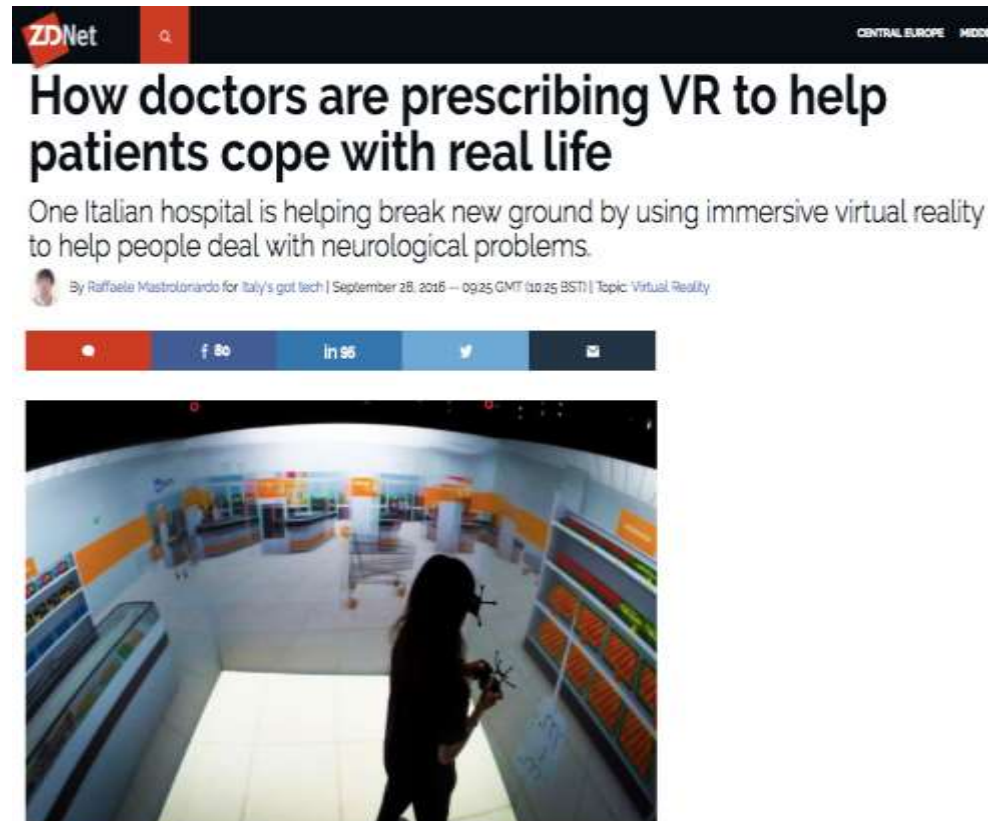 ZDNet
CENTRAL EUROPE
How doctors are prescribing VR to help
patients cope with real life
One Italian hospital is helping break new ground by using immersive virtual reality
to help people deal with neurological problems.
By Raffaele Mastrolonardo for Italy's got tech | September 28, 2016 -- 09:25 GMT (10:25 BST) | Topic: Virtual Reality
f 80 in 95